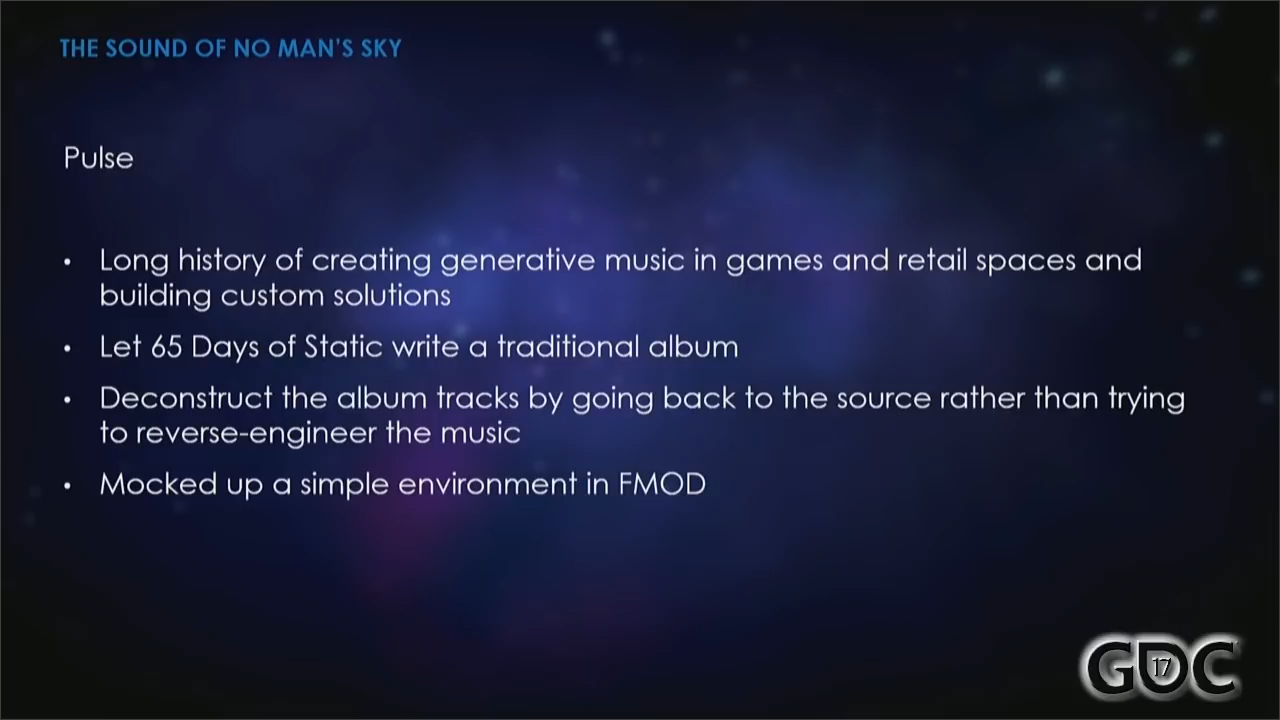 THE SOUND OF NO MAN'S SKY
Pulse
• Long history of creating generative music in games and retail spaces and
building custom solutions
• Let 65 Days of Static write a traditional album
• Deconstruct the album tracks by going back to the source rather than trying
to reverse-engineer the music
• Mocked up a simple environment in FMOD
GDC
17